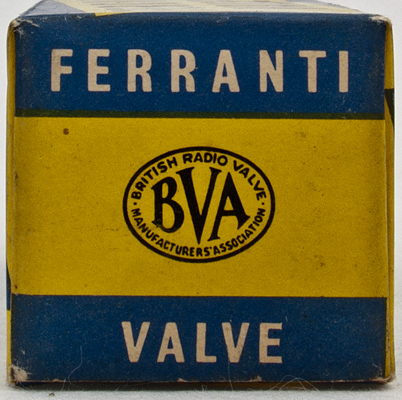 FERRANTI
BRITISH RADIO VALVE
BVA
MANUFACTURERS' ASSOCIATION
VALVE